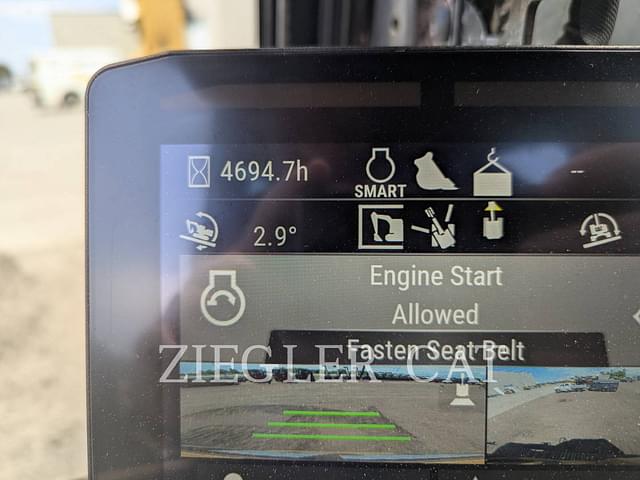 4694.7h
SMART
--
2.9°
Engine Start
Allowed
Fasten Seat Belt
ZIEGLER CAT